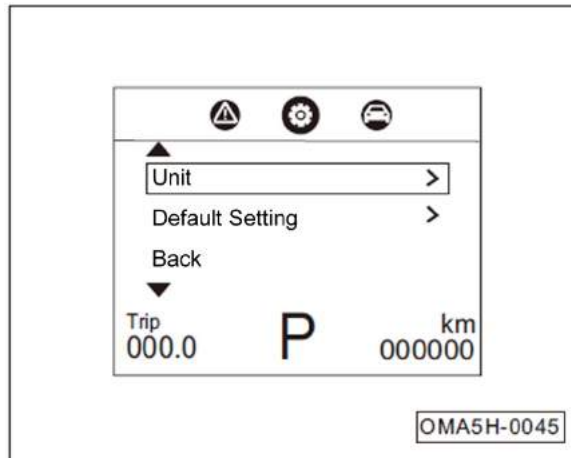 Unit >
Default Setting >
Back
Trip
000.0
P
km
000000
OMA5H-0045